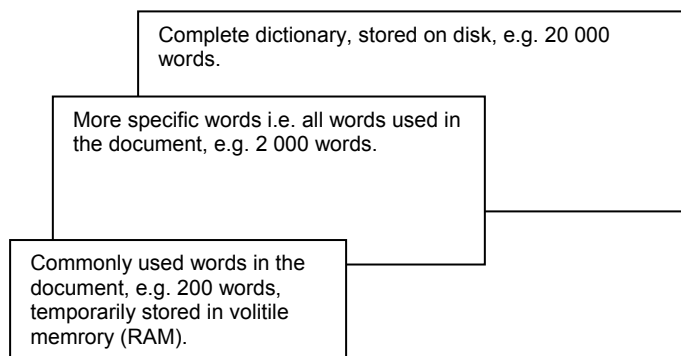 Complete dictionary, stored on disk, e.g. 20 000
words.
More specific words i.e. all words used in
the document, e.g. 2 000 words.
Commonly used words in the
document, e.g. 200 words,
temporarily stored in volitile
memrory (RAM).